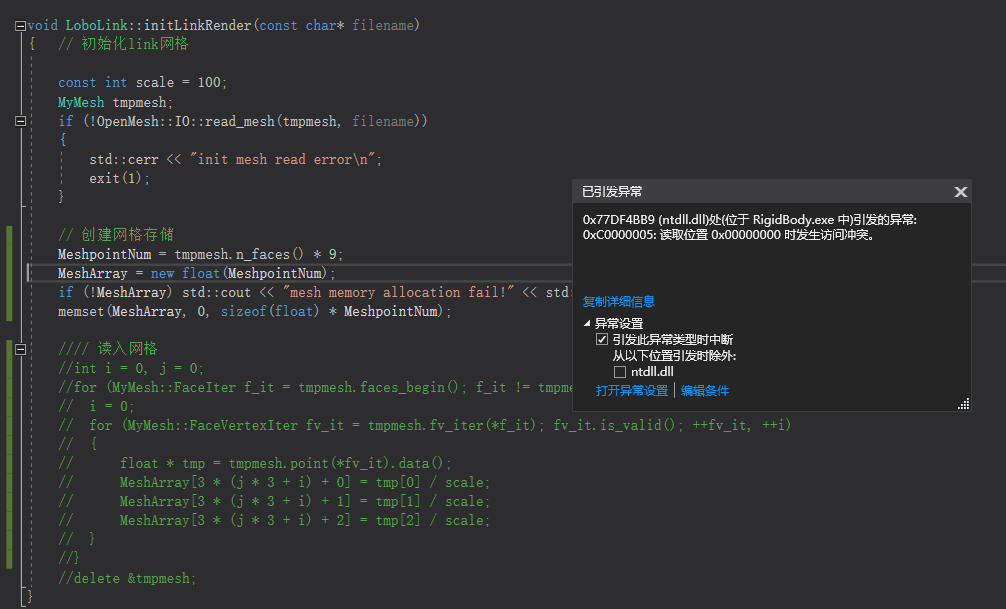 void LoboLink::initLinkRender(const char* filename)
{ // 初始化link网格
const int scale = 100;
MyMesh tmpmesh;
if (!OpenMesh::IO::read_mesh(tmpmesh, filename))
{
std::cerr << "init mesh read error\n";
exit(1);
}
// 创建网格存储
MeshpointNum = tmpmesh.n_faces() * 9;
MeshArray = new float(MeshpointNum);
if (!MeshArray) std::cout << "mesh memory allocation fail!" << std:
memset(MeshArray, 0, sizeof(float) * MeshpointNum);
//// 读入网格
//int i = 0, j = 0;
//for (MyMesh::FaceIter f_it = tmpmesh.faces_begin(); f_it != tmpme
// i = 0;
// for (MyMesh::FaceVertexIter fv_it = tmpmesh.fv_iter(*f_it); fv_it.is_valid(); ++fv_it, ++i)
// {
// float * tmp = tmpmesh.point(*fv_it).data();
// MeshArray[3 * (j * 3 + i) + 0] = tmp[0] / scale;
// MeshArray[3 * (j * 3 + i) + 1] = tmp[1] / scale;
// MeshArray[3 * (j * 3 + i) + 2] = tmp[2] / scale;
// }
//}
//delete &tmpmesh;
}
已引发异常
0x77DF4BB9 (ntdll.dll)处(位于 RigidBody.exe 中)引发的异常:
0xC0000005: 读取位置 0x00000000 时发生访问冲突。
复制详细信息
异常设置
引发此异常类型时中断
从以下位置引发时除外:
ntdll.dll
打开异常设置 | 编辑条件